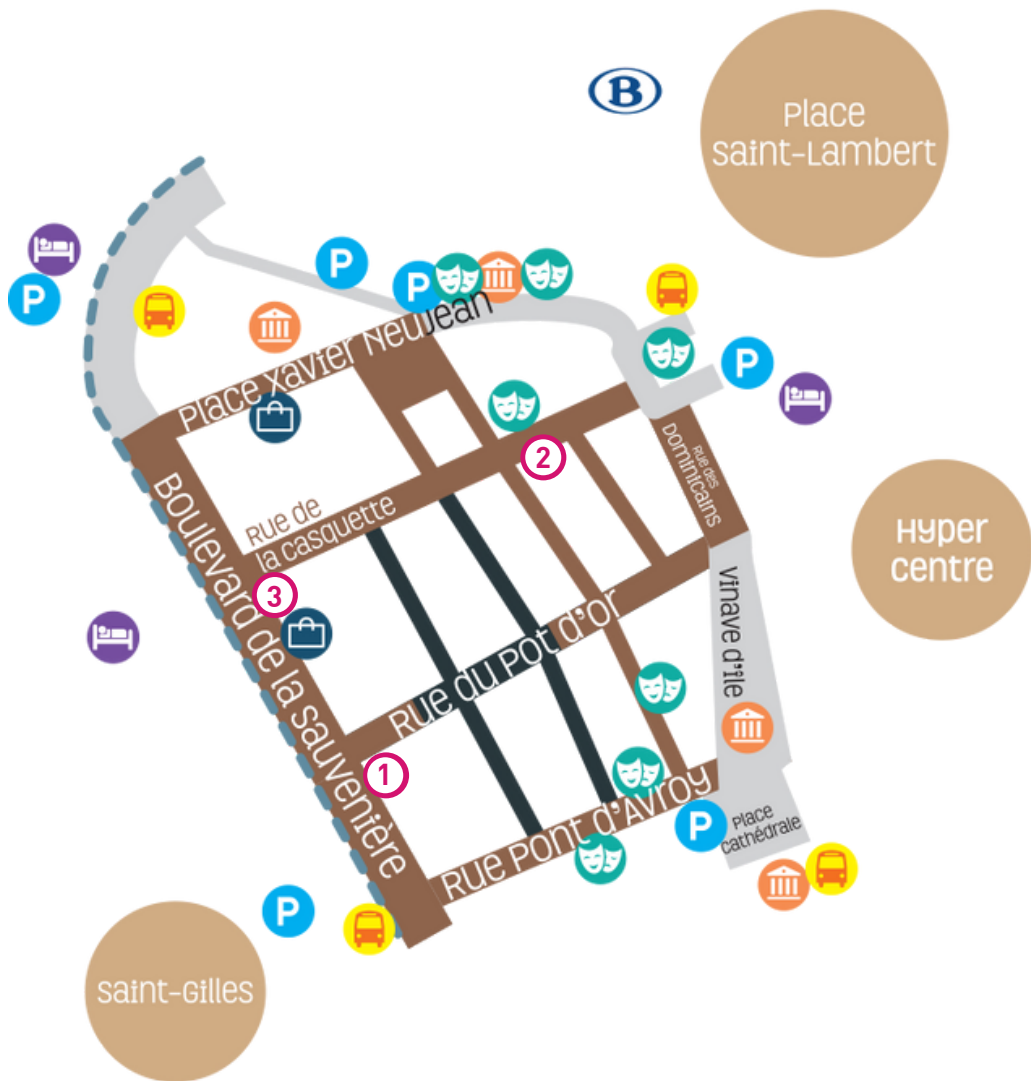 B
Place
saint-Lambert
P
P
P
Place Xavier Neujean
P
Rue des
Dominicains
2
Rue de
la casquette
Hyper
centre
3
Boulevard de la sauvenière
Rue du Pot d'or
Vinave d'île
1
Rue Pont d'Avroy
P
Place
cathédrale
P
saint-Gilles